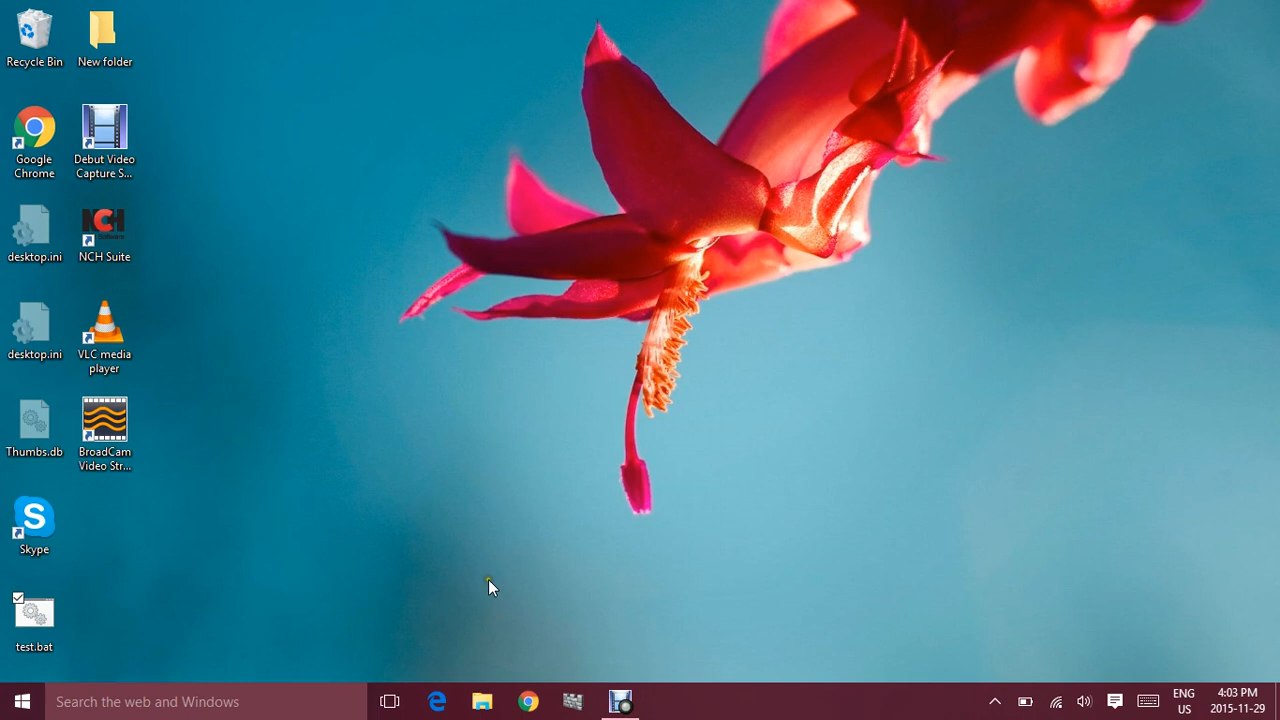 Recycle Bin
New folder
Google
Chrome
Debut Video
Capture S...
desktop.ini
NCH
NCH Suite
desktop.ini
VLC media
player
Thumbs.db
BroadCam
Video Str...
S
Skype
test.bat
Search the web and Windows
ENG
US
4:03 PM
2015-11-29